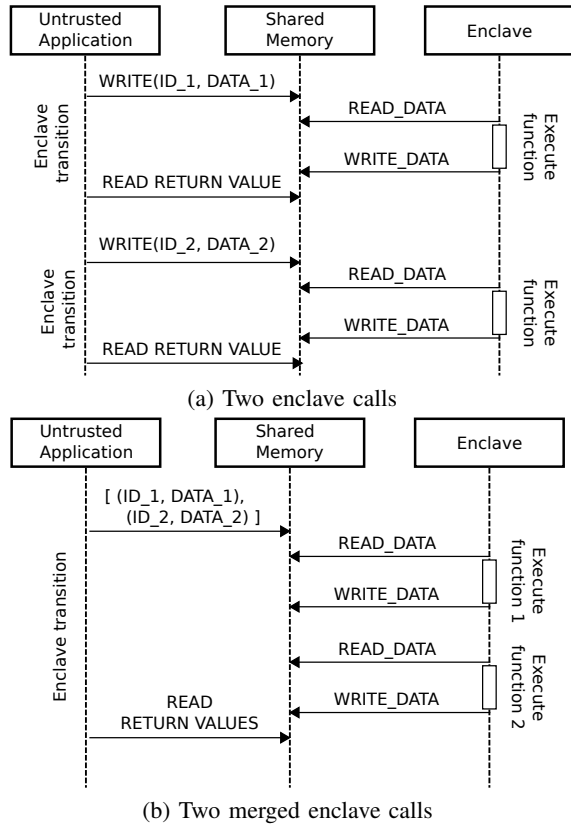 Untrusted
Application
Shared
Memory
Enclave
WRITE(ID_1, DATA_1)
READ_DATA
Enclave
transition
Execute
function
WRITE_DATA
READ RETURN VALUE
WRITE(ID_2, DATA_2)
READ_DATA
Enclave
transition
Execute
function
WRITE_DATA
READ RETURN VALUE
(a) Two enclave calls
Untrusted
Application
Shared
Memory
Enclave
[ (ID_1, DATA_1),
(ID_2, DATA_2) ]
READ_DATA
Execute
function 1
WRITE_DATA
Enclave transition
READ_DATA
Execute
function 2
WRITE_DATA
READ
RETURN VALUES
(b) Two merged enclave calls